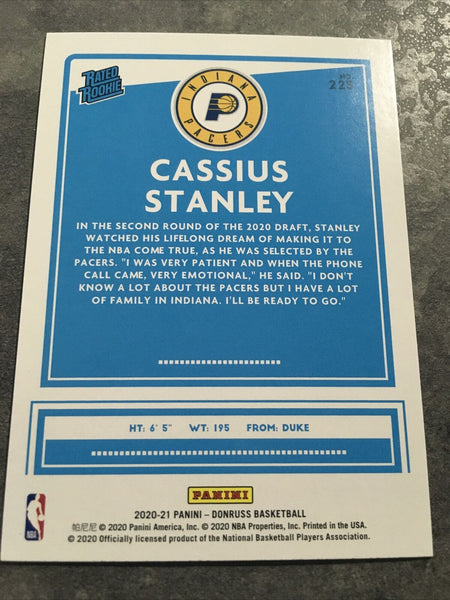 RATED
ROOKIE
INDIANA
PACERS
NO.
225
CASSIUS
STANLEY
IN THE SECOND ROUND OF THE 2020 DRAFT, STANLEY
WATCHED HIS LIFELONG DREAM OF MAKING IT TO
THE NBA COME TRUE, AS HE WAS SELECTED BY THE
PACERS. "I WAS VERY PATIENT AND WHEN THE PHONE
CALL CAME, VERY EMOTIONAL," HE SAID. "I DON'T
KNOW A LOT ABOUT THE PACERS BUT I HAVE A LOT
OF FAMILY IN INDIANA. I'LL BE READY TO GO."
HT: 6' 5" WT: 195 FROM: DUKE
PANINI
2020-21 PANINI – DONRUSS BASKETBALL
帕尼尼 © 2020 Panini America, Inc. © 2020 NBA Properties, Inc. Printed in the USA.
© 2020 Officially licensed product of the National Basketball Players Association.
NBA